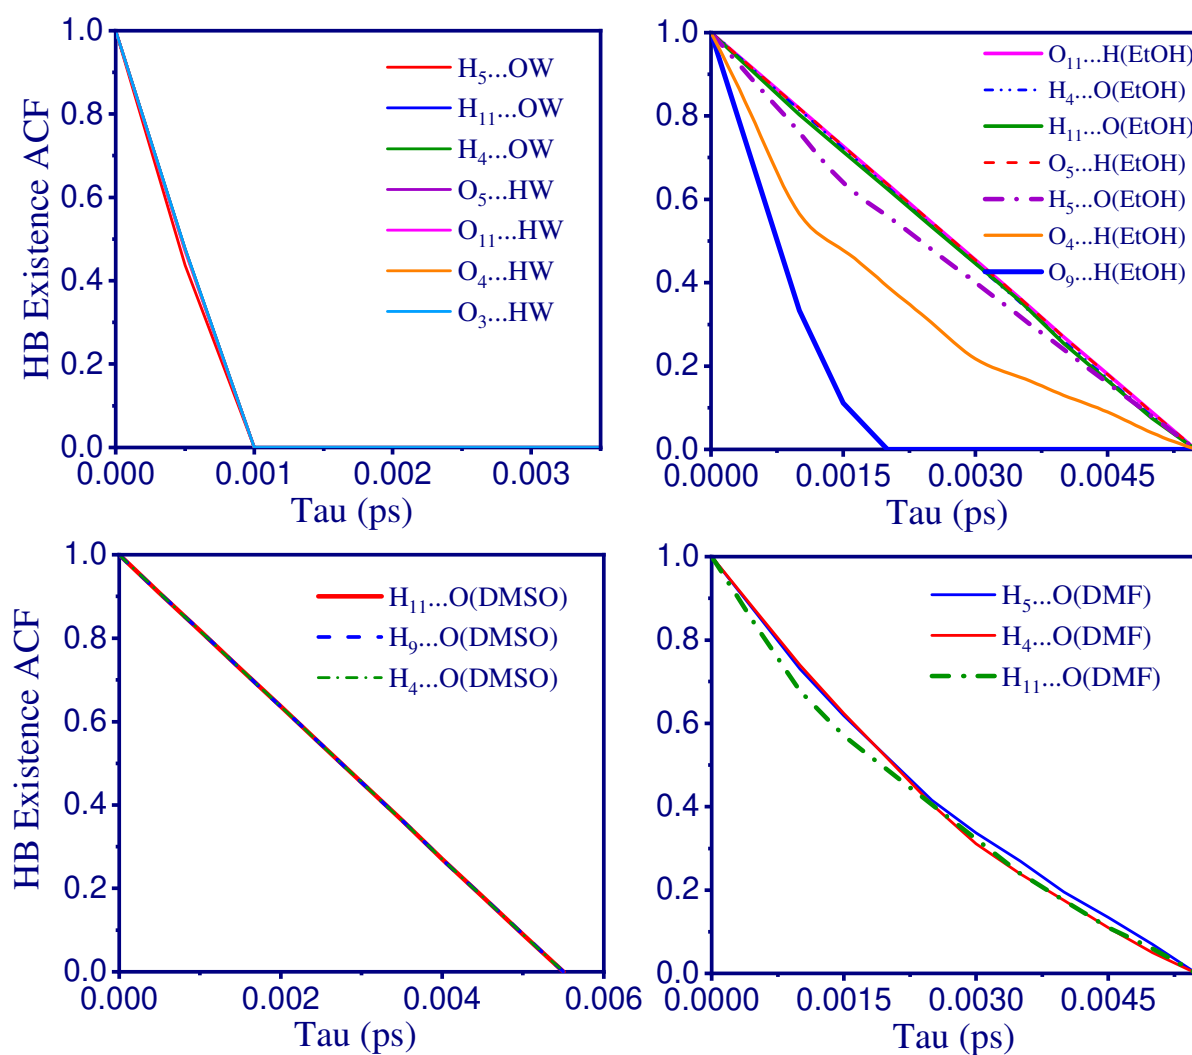 HB Existence ACF
1.0
0.8
0.6
0.4
0.2
0.0
H₅...OW
H₁₁...OW
H₄...OW
O₅...HW
O₁₁...HW
O₄...HW
O₃...HW
0.000 0.001 0.002 0.003
Tau (ps)
1.0
0.8
0.6
0.4
0.2
0.0
O₁₁...H(EtOH)
H₄...O(EtOH)
H₁₁...O(EtOH)
O₅...H(EtOH)
H₅...O(EtOH)
O₄...H(EtOH)
O₉...H(EtOH)
0.0000 0.0015 0.0030 0.0045
Tau (ps)
HB Existence ACF
1.0
0.8
0.6
0.4
0.2
0.0
H₁₁...O(DMSO)
H₉...O(DMSO)
H₄...O(DMSO)
0.000 0.002 0.004 0.006
Tau (ps)
1.0
0.8
0.6
0.4
0.2
0.0
H₅...O(DMF)
H₄...O(DMF)
H₁₁...O(DMF)
0.0000 0.0015 0.0030 0.0045
Tau (ps)